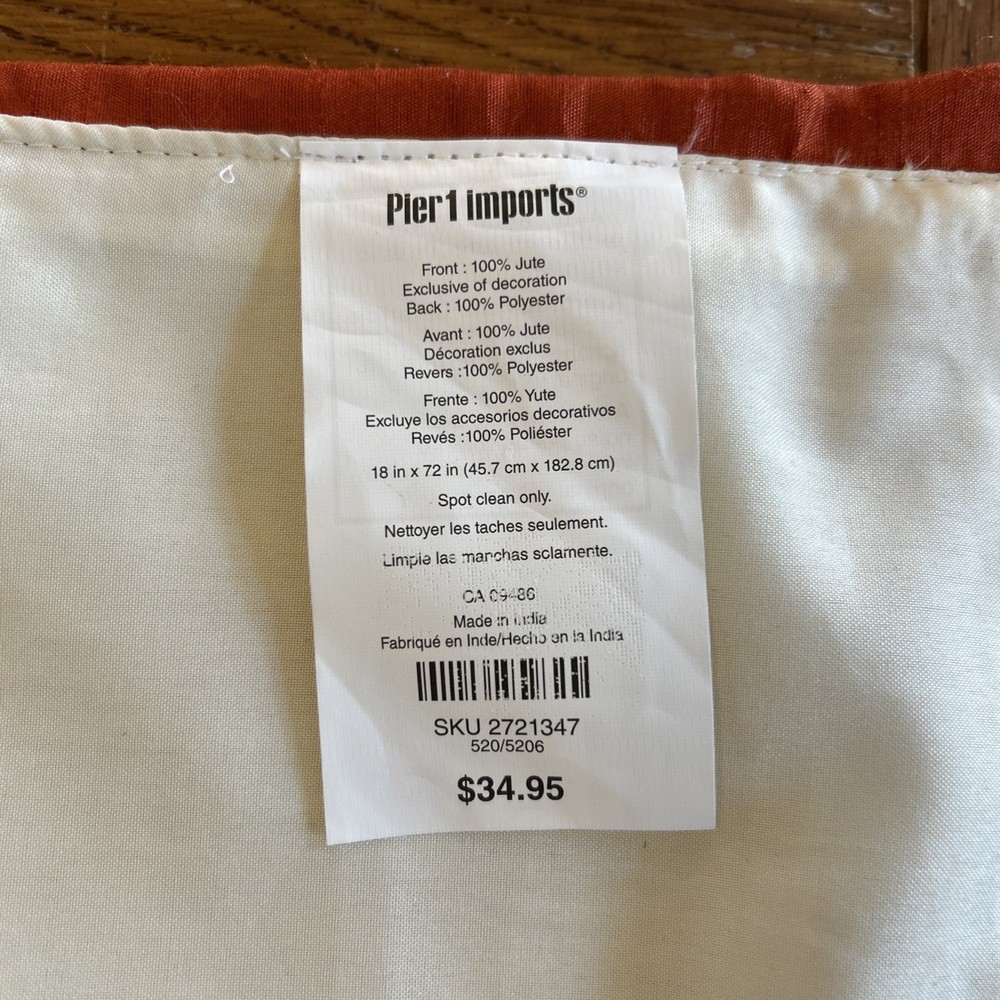 Pier 1 imports®
Front : 100% Jute
Exclusive of decoration
Back : 100% Polyester
Avant : 100% Jute
Décoration exclus
Revers :100% Polyester
Frente : 100% Yute
Excluye los accesorios decorativos
Revés :100% Poliéster
18 in x 72 in (45.7 cm x 182.8 cm)
Spot clean only.
Nettoyer les taches seulement.
Limpie las manchas sclamente.
CA 09486
Made in India
Fabriqué en Inde/Hecho en la India
SKU 2721347
520/5206
$34.95